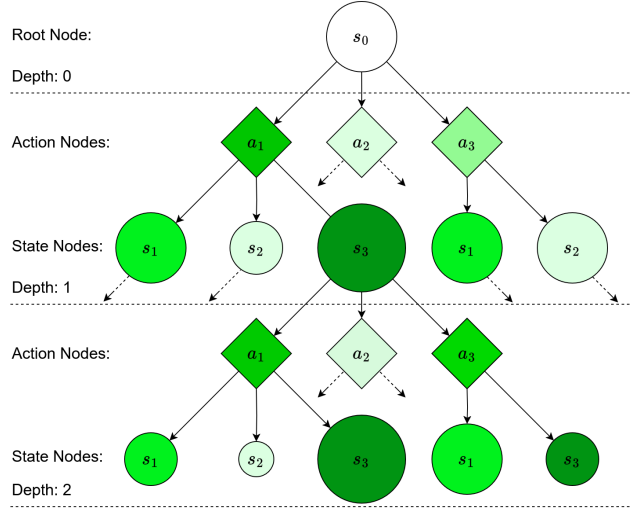 Root Node:
s₀
Depth: 0
Action Nodes:
a₁ a₂ a₃
State Nodes:
s₁ s₂ s₃ s₁ s₂
Depth: 1
Action Nodes:
a₁ a₂ a₃
State Nodes:
s₁ s₂ s₃ s₁ s₃
Depth: 2